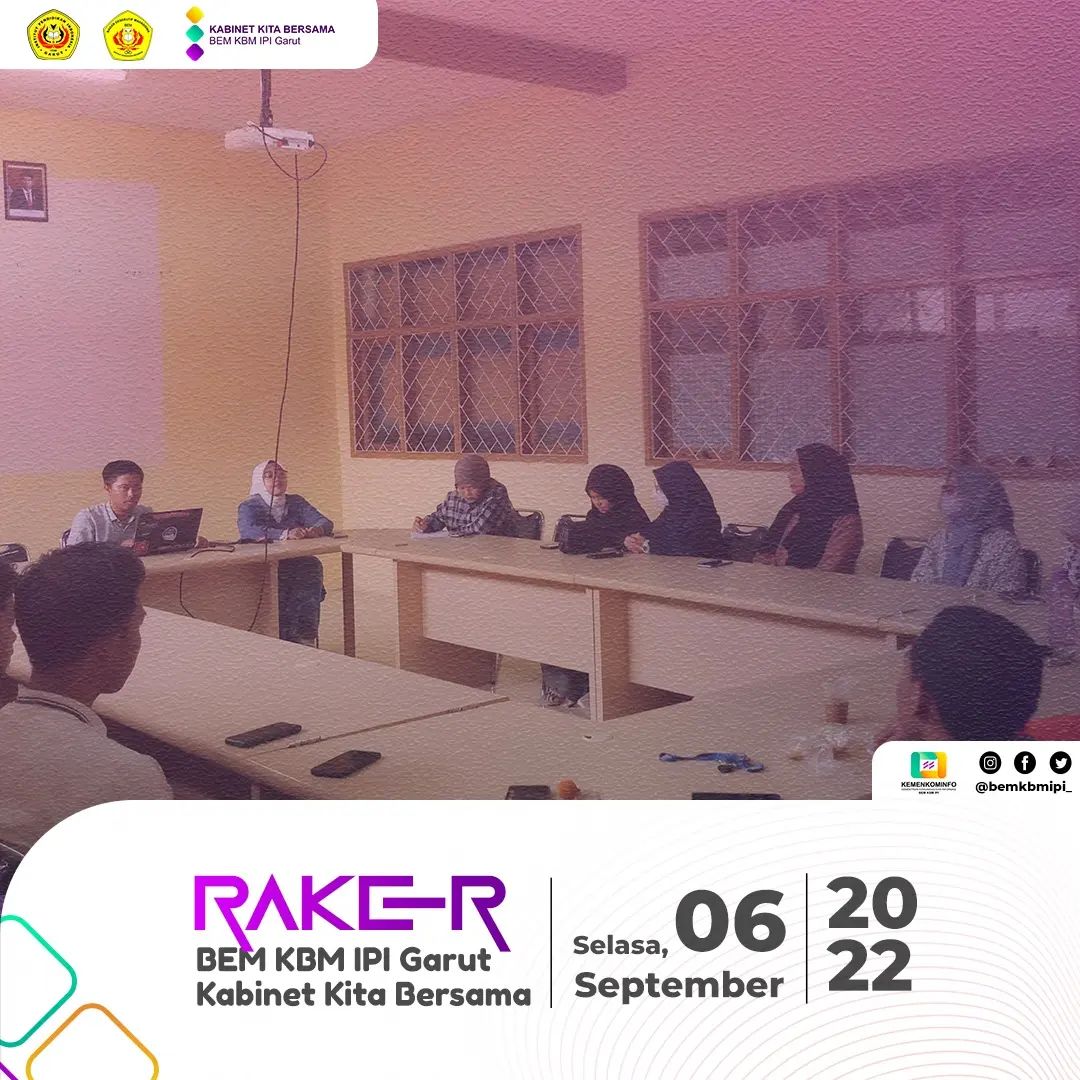 KABINET KITA BERSAMA
BEM KBM IPI Garut
KEMENKOMINFO
@bemkbmipi_
RAKE-R
BEM KBM IPI Garut
Kabinet Kita Bersama
Selasa, 06
September
20
22